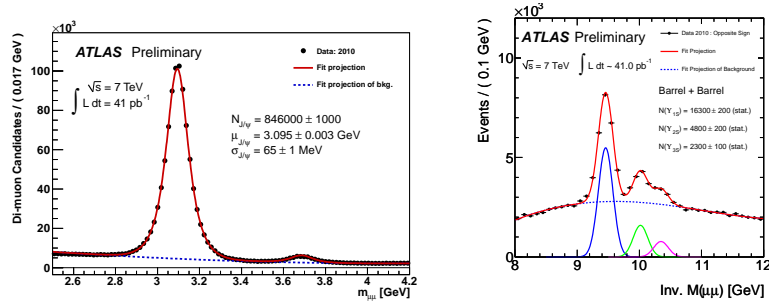 ×10³
ATLAS Preliminary
Data: 2010
Fit projection
Fit projection of bkg.
√s = 7 TeV
∫ L dt = 41 pb⁻¹
N_J/ψ = 846000 ± 1000
μ_J/ψ = 3.095 ± 0.003 GeV
σ_J/ψ = 65 ± 1 MeV
Di-muon Candidates / ( 0.017 GeV )
100
80
60
40
20
0
2.6 2.8 3 3.2 3.4 3.6 3.8 4 4.2
m_μμ [GeV]
×10³
ATLAS Preliminary
Data 2010 : Opposite Sign
Fit Projection
Fit Projection of Background
√s = 7 TeV ∫ L dt ~ 41.0 pb⁻¹
Barrel + Barrel
N(ϒ₁S) = 16300 ± 200 (stat.)
N(ϒ₂S) = 4800 ± 200 (stat.)
N(ϒ₃S) = 2300 ± 100 (stat.)
Events / ( 0.1 GeV )
10
5
0
8 9 10 11 12
Inv. M(μμ) [GeV]